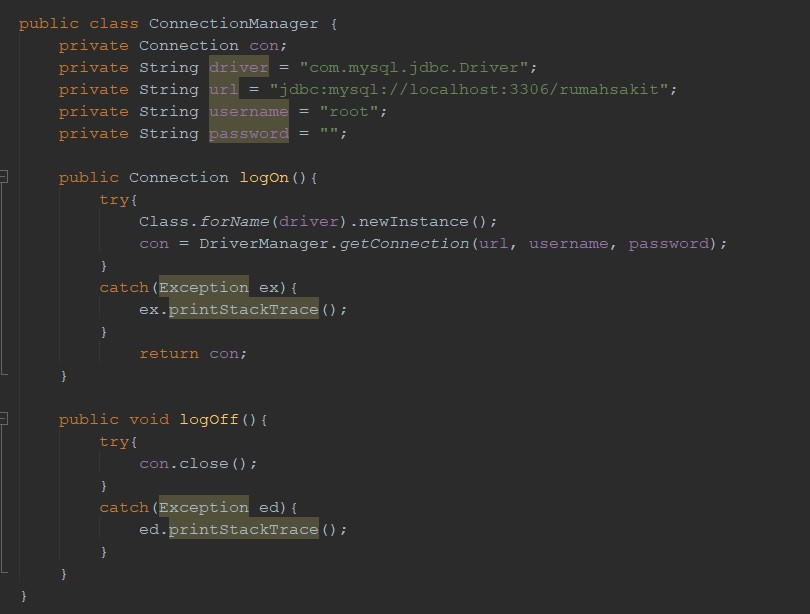 public class ConnectionManager {
    private Connection con;
    private String driver = "com.mysql.jdbc.Driver";
    private String url = "jdbc:mysql://localhost:3306/rumahsakit";
    private String username = "root";
    private String password = "";

    public Connection logOn(){
        try{
            Class.forName(driver).newInstance();
            con = DriverManager.getConnection(url, username, password);
        }
        catch(Exception ex){
            ex.printStackTrace();
        }
            return con;
    }

    public void logOff(){
        try{
            con.close();
        }
        catch(Exception ed){
            ed.printStackTrace();
        }
    }
}